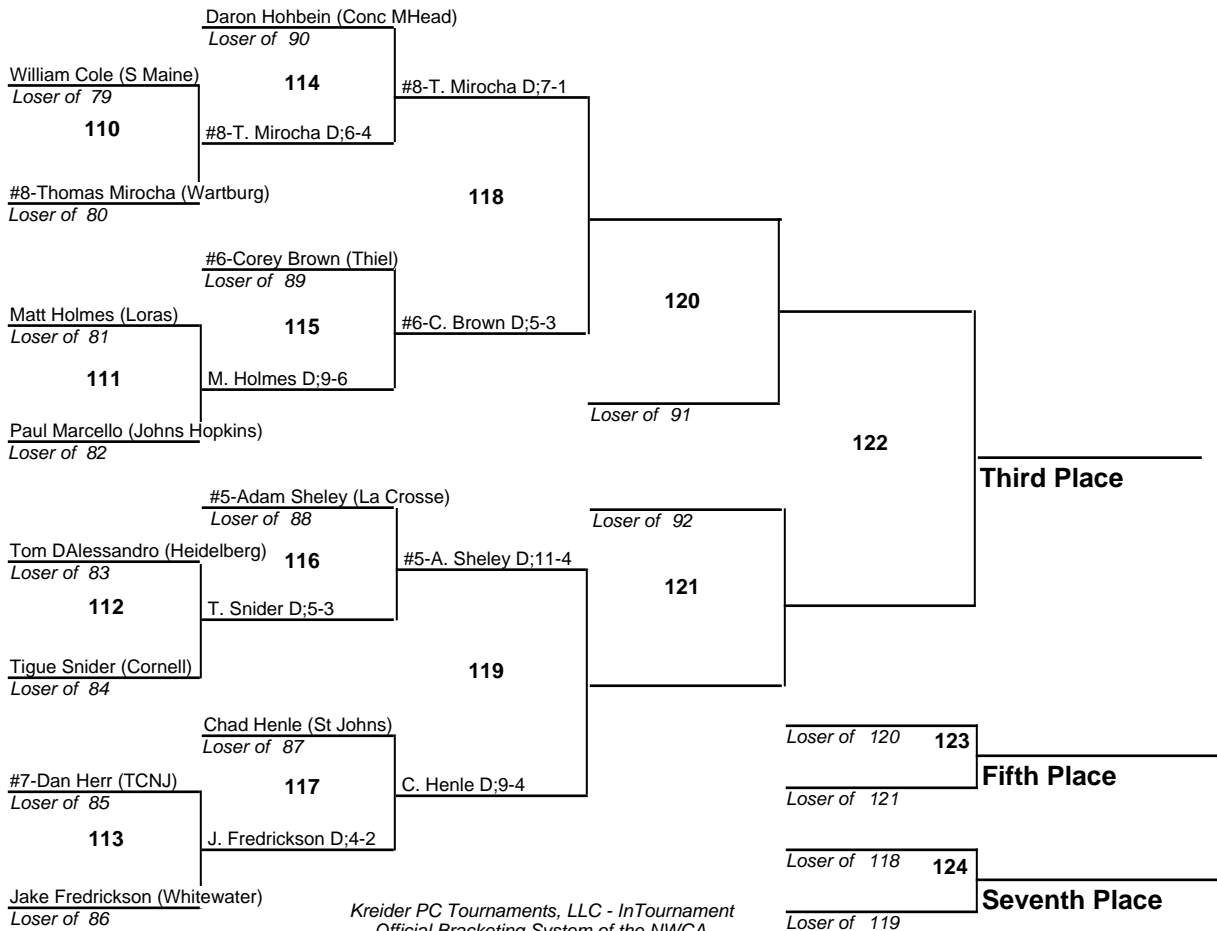 Daron Hohbein (Conc MHead)
Loser of 90
William Cole (S Maine)
Loser of 79
114
#8-T. Mirocha D;7-1
110
#8-T. Mirocha D;6-4
#8-Thomas Mirocha (Wartburg)
Loser of 80
118
#6-Corey Brown (Thiel)
Loser of 89
120
Matt Holmes (Loras)
Loser of 81
115
#6-C. Brown D;5-3
111
M. Holmes D;9-6
Loser of 91
Paul Marcello (Johns Hopkins)
Loser of 82
122
Third Place
#5-Adam Sheley (La Crosse)
Loser of 88
Loser of 92
Tom DAlessandro (Heidelberg)
Loser of 83
116
#5-A. Sheley D;11-4
121
112
T. Snider D;5-3
Tigue Snider (Cornell)
Loser of 84
119
Chad Henle (St Johns)
Loser of 87
Loser of 120
123
#7-Dan Herr (TCNJ)
Loser of 85
117
C. Henle D;9-4
Fifth Place
Loser of 121
113
J. Fredrickson D;4-2
Loser of 118
124
Jake Fredrickson (Whitewater)
Loser of 86
Seventh Place
Loser of 119
Kreider PC Tournaments, LLC - InTournament
Official Bracketing System of the NWCA